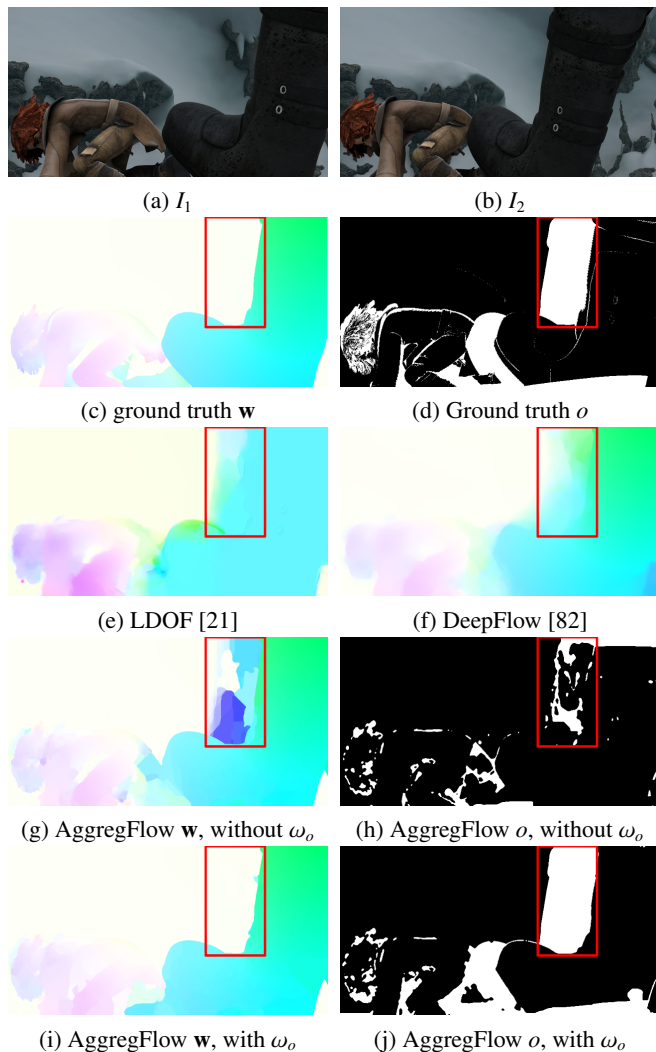 (a) I₁
(b) I₂
(c) ground truth w
(d) Ground truth o
(e) LDOF [21]
(f) DeepFlow [82]
(g) AggregFlow w, without ωₒ
(h) AggregFlow o, without ωₒ
(i) AggregFlow w, with ωₒ
(j) AggregFlow o, with ωₒ